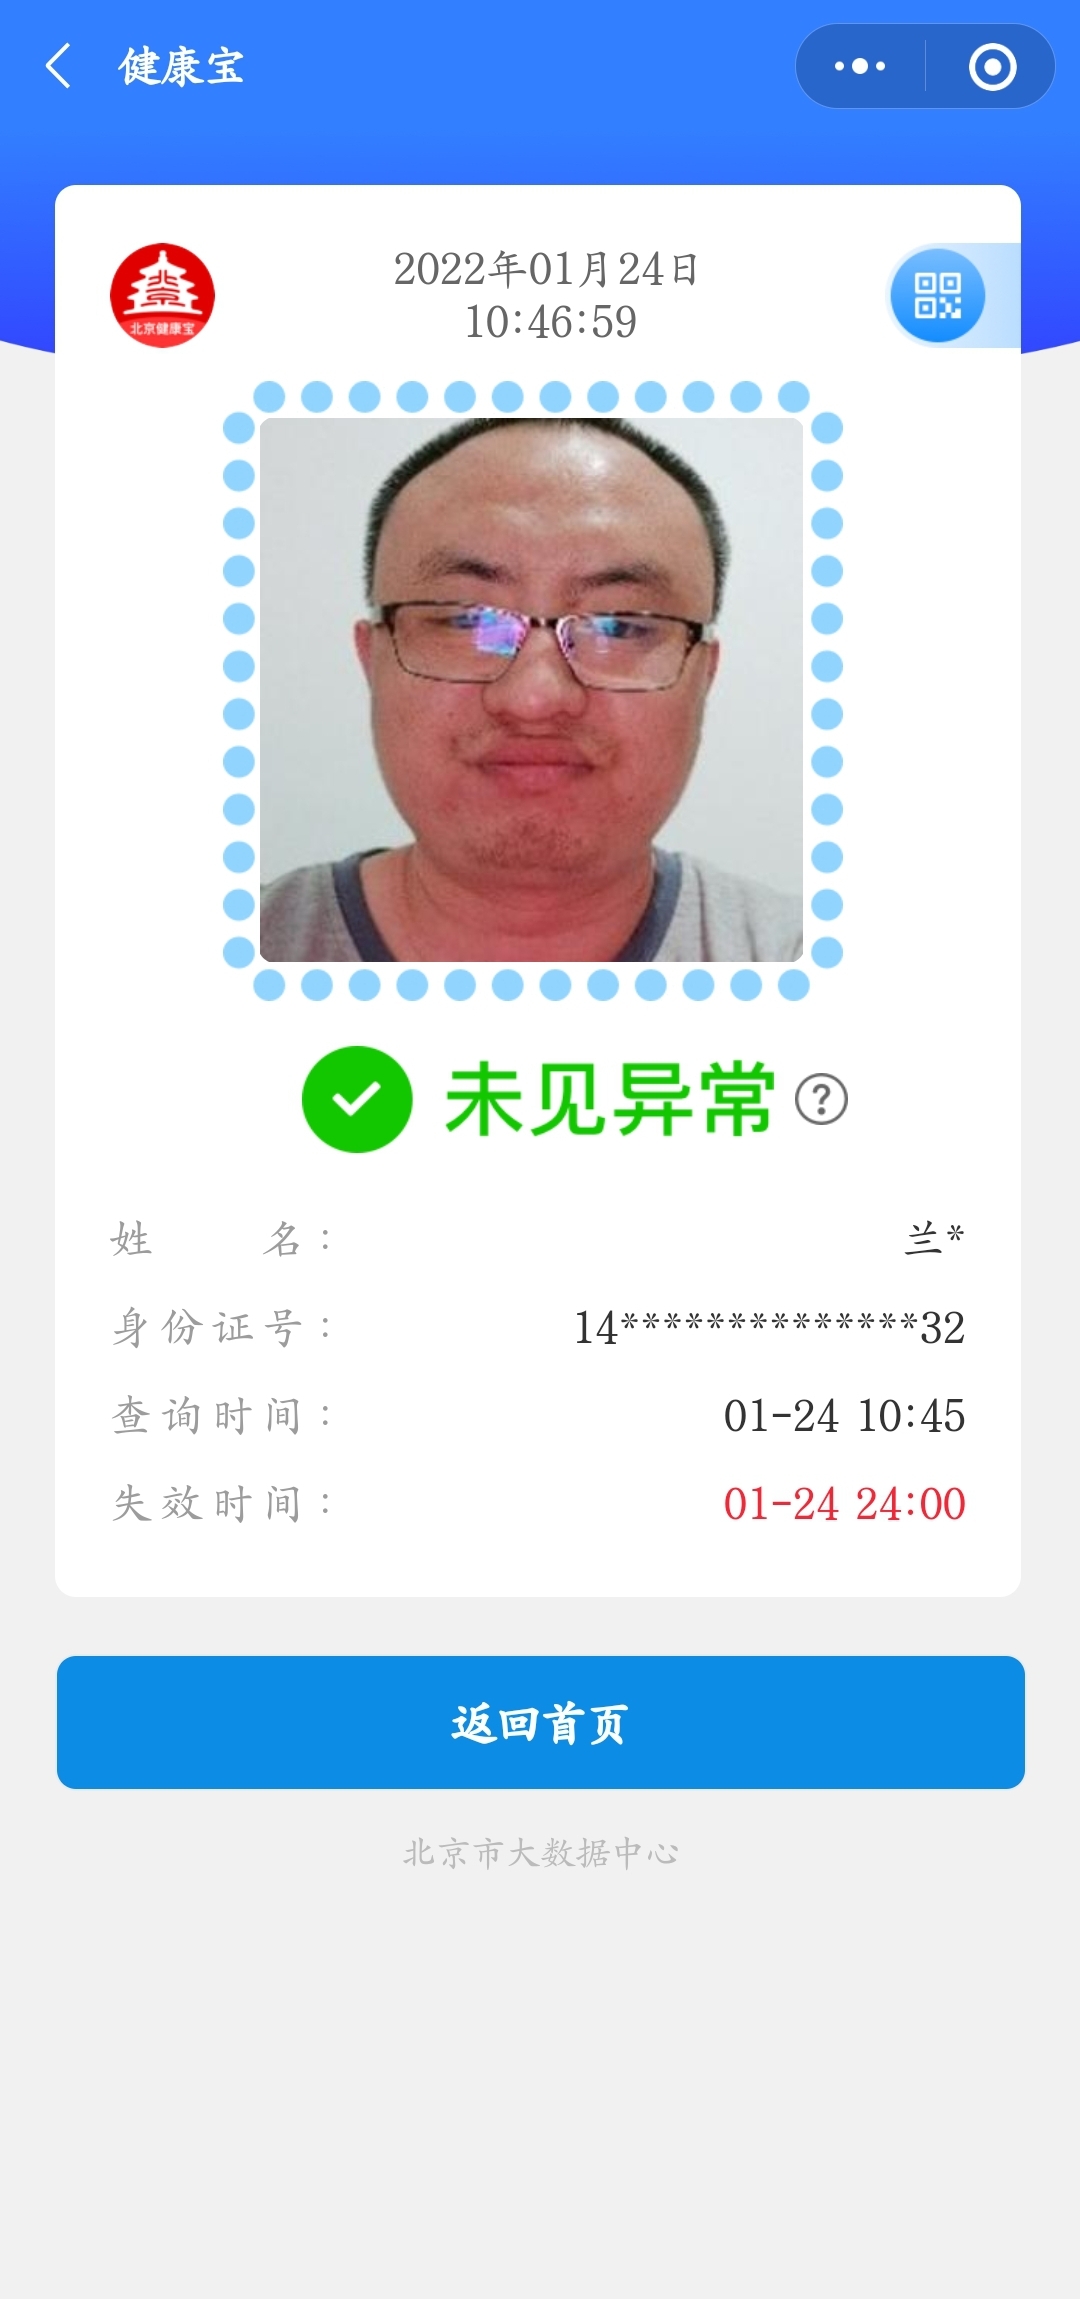 健康宝
2022年01月24日
10:46:59
北京健康宝
未见异常 ?
姓名： 兰*
身份证号： 14**************32
查询时间： 01-24 10:45
失效时间： 01-24 24:00
返回首页
北京市大数据中心